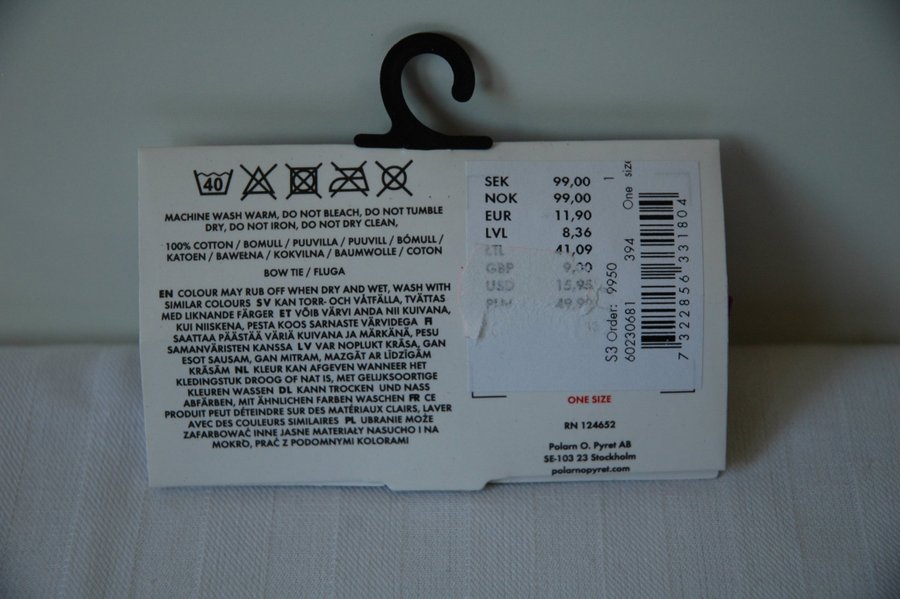 40
MACHINE WASH WARM, DO NOT BLEACH, DO NOT TUMBLE
DRY, DO NOT IRON, DO NOT DRY CLEAN,
100% COTTON / BOMULL / PUUVILLA / PUUVILL / BÓMULL /
KATOEN / BAWEŁNA / KOKVILNA / BAUMWOLLE / COTON
BOW TIE / FLUGA
EN COLOUR MAY RUB OFF WHEN DRY AND WET, WASH WITH
SIMILAR COLOURS SV KAN TORR- OCH VÅTFÄLLA, TVÄTTAS
MED LIKNANDE FÄRGER ET VÕIB VÄRVI ANDA NII KUIVANA,
KUI NIISKENA, PESTA KOOS SARNASTE VÄRVIDEGA FI
SAATTAA PÄÄSTÄÄ VÄRIÄ KUIVANA JA MÄRKÄNÄ, PESU
SAMANVÄRISTEN KANSSA LV VAR NOPLUKT KRĀSA, GAN
ESOT SAUSAM, GAN MITRAM, MAZGĀT AR LĪDZĪGĀM
KRĀSĀM NL KLEUR KAN AFGEVEN WANNEER HET
KLEDINGSTUK DROOG OF NAT IS, MET GELIJKSOORTIGE
KLEUREN WASSEN DL KANN TROCKEN UND NASS
ABFÄRBEN, MIT ÄHNLICHEN FARBEN WASCHEN FR CE
PRODUIT PEUT DÉTEINDRE SUR DES MATÉRIAUX CLAIRS, LAVER
AVEC DES COULEURS SIMILAIRES PL UBRANIE MOŻE
ZAFARBOWAĆ INNE JASNE MATERIAŁY NASUCHO I NA
MOKRO, PRAĆ Z PODOMNYMI KOLORAMI
SEK 99,00
NOK 99,00
EUR 11,90
LVL 8,36
LTL 41,09
GBP 9,00
USD 15,95
PLN 49,90
S3 Order: 9950 1
60230681 394 One size
7322856331804
ONE SIZE
RN 124652
Polarn O. Pyret AB
SE-103 23 Stockholm
polarnopyret.com